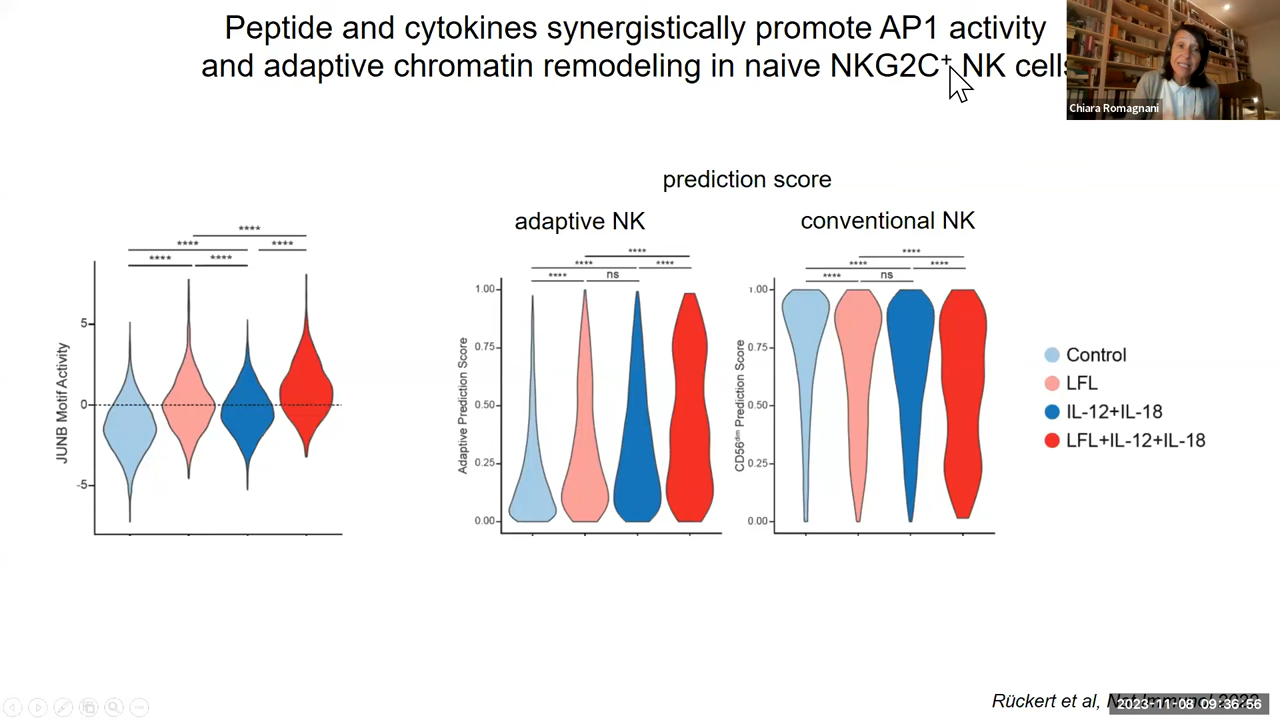 Peptide and cytokines synergistically promote AP1 activity
and adaptive chromatin remodeling in naive NKG2C⁺ NK cells
Chiara Romagnani
prediction score
adaptive NK
conventional NK
****
****
****
****
****
JUNB Motif Activity
5
0
-5
****
****
****
ns
****
Adaptive Prediction Score
1.00
0.75
0.50
0.25
0.00
****
****
****
ns
****
CD56ᵈⁱᵐ Prediction Score
1.00
0.75
0.50
0.25
0.00
Control
LFL
IL-12+IL-18
LFL+IL-12+IL-18
Rückert et al,
2023-11-08 09:36:56